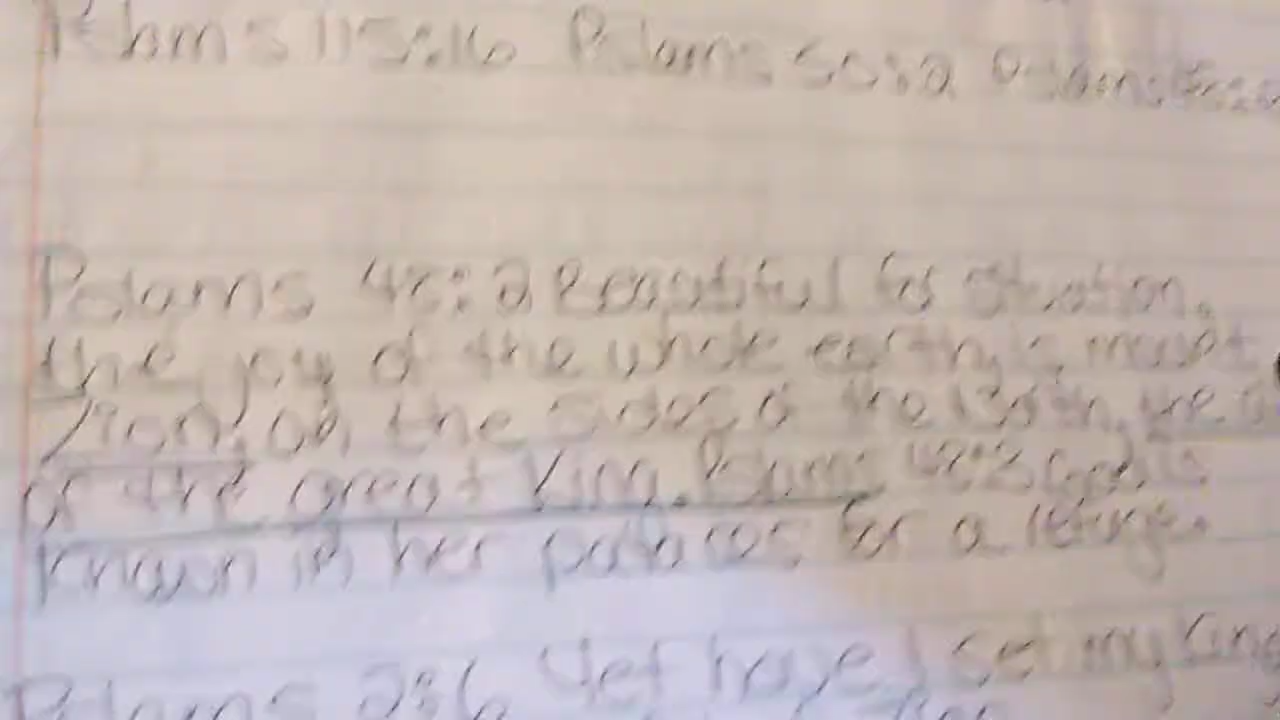 115:16 Psalms 50:2
Psalms 48:2 Beautiful for situation,
the joy of the whole earth, is mount
Zion, on the sides of the north, the
of the great King. Psalms 48:3 God is
known in her palaces for a refuge.
Psalms 2:6 Yet have I set my king